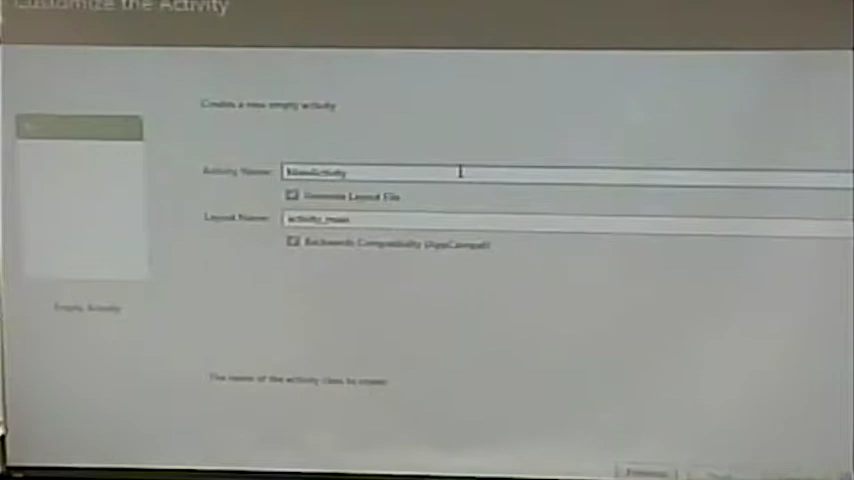 Customize the Activity
Creates a new empty activity
Activity Name: MainActivity
Generate Layout File
Layout Name: activity_main
Backwards Compatibility (AppCompat)
Empty Activity
The name of the activity class to create
Previous